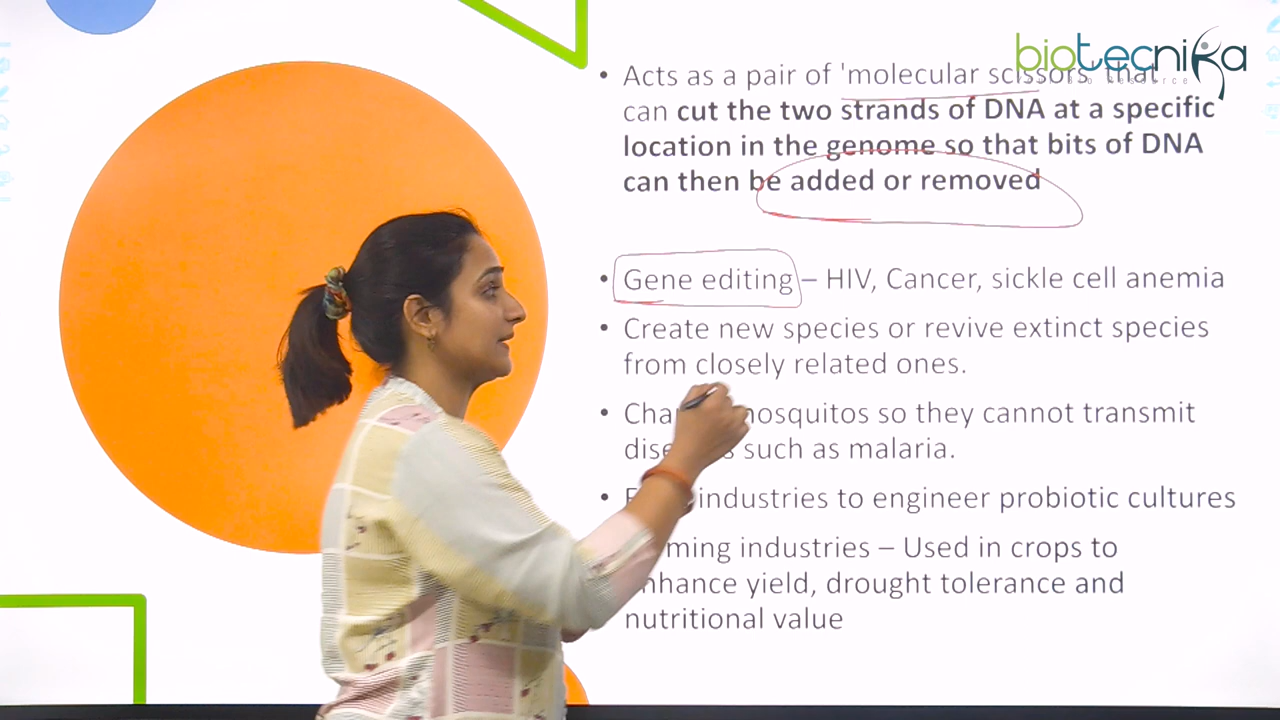 biotecnika
• Acts as a pair of 'molecular scissors' that
can cut the two strands of DNA at a specific
location in the genome so that bits of DNA
can then be added or removed
• Gene editing – HIV, Cancer, sickle cell anemia
• Create new species or revive extinct species
from closely related ones.
• mosquitos so they cannot transmit
such as malaria.
• industries to engineer probiotic cultures
industries – Used in crops to
yeld, drought tolerance and
nutritional value